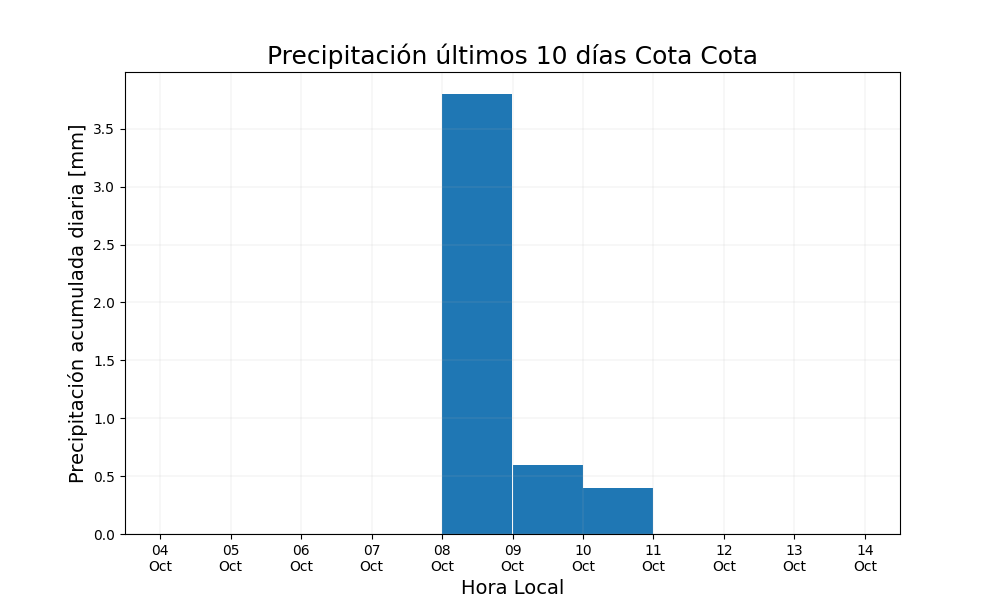 Precipitación últimos 10 días Cota Cota
Precipitación acumulada diaria [mm]
3.5
3.0
2.5
2.0
1.5
1.0
0.5
0.0
04 05 06 07 08 09 10 11 12 13 14
Oct Oct Oct Oct Oct Oct Oct Oct Oct Oct Oct
Hora Local